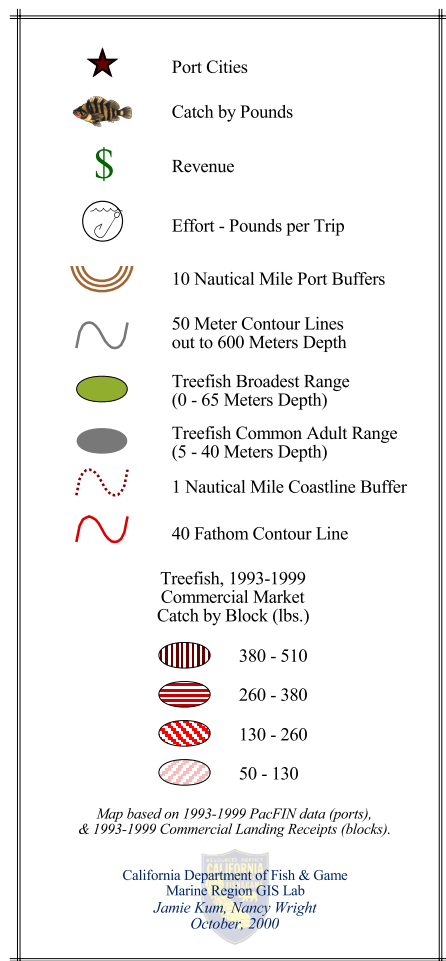 Port Cities
Catch by Pounds
$
Revenue
Effort - Pounds per Trip
10 Nautical Mile Port Buffers
50 Meter Contour Lines
out to 600 Meters Depth
Treefish Broadest Range
(0 - 65 Meters Depth)
Treefish Common Adult Range
(5 - 40 Meters Depth)
1 Nautical Mile Coastline Buffer
40 Fathom Contour Line
Treefish, 1993-1999
Commercial Market
Catch by Block (lbs.)
380 - 510
260 - 380
130 - 260
50 - 130
Map based on 1993-1999 PacFIN data (ports),
& 1993-1999 Commercial Landing Receipts (blocks).
CALIFORNIA
California Department of Fish & Game
Marine Region GIS Lab
Jamie Kum, Nancy Wright
October, 2000